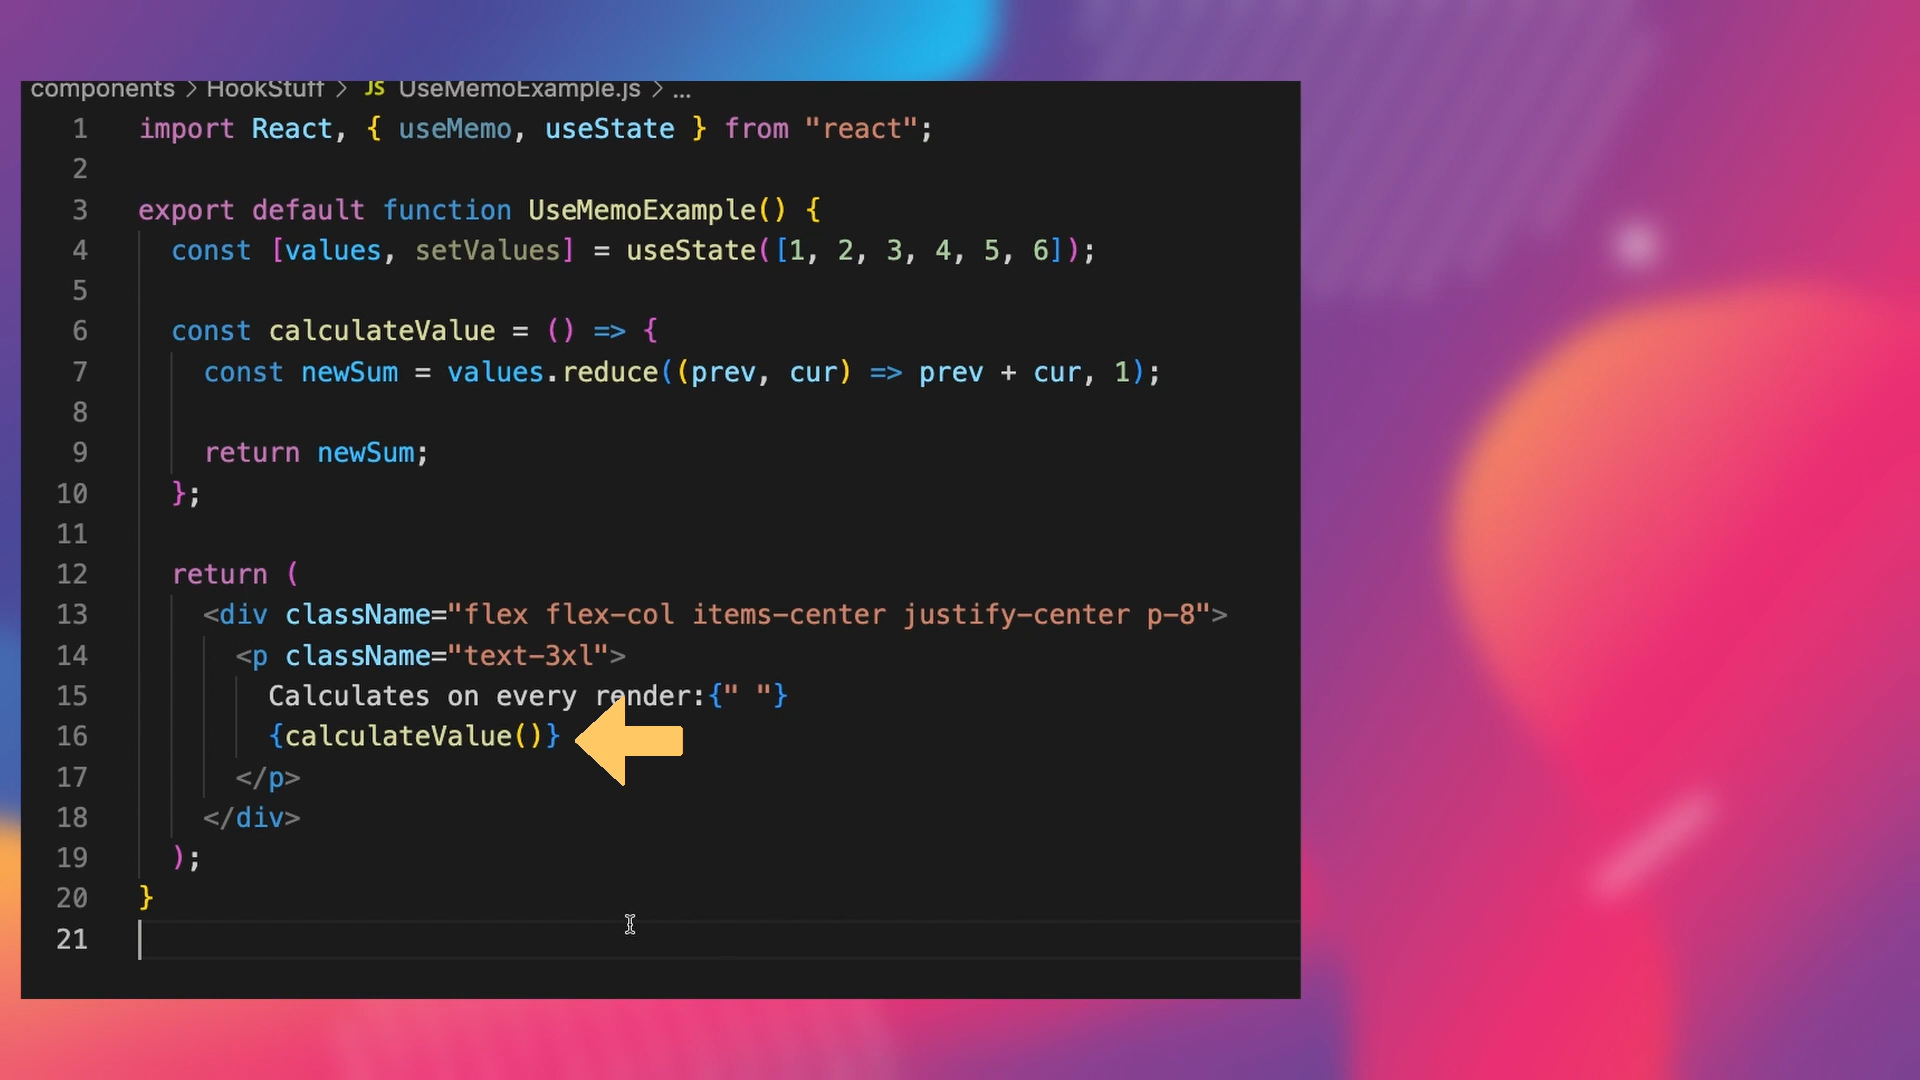 components > HookStuff > JS UseMemoExample.js > ...
1 import React, { useMemo, useState } from "react";
2
3 export default function UseMemoExample() {
4 const [values, setValues] = useState([1, 2, 3, 4, 5, 6]);
5
6 const calculateValue = () => {
7 const newSum = values.reduce((prev, cur) => prev + cur, 1);
8
9 return newSum;
10 };
11
12 return (
13 <div className="flex flex-col items-center justify-center p-8">
14 <p className="text-3xl">
15 Calculates on every render:{" "}
16 {calculateValue()}
17 </p>
18 </div>
19 );
20 }
21